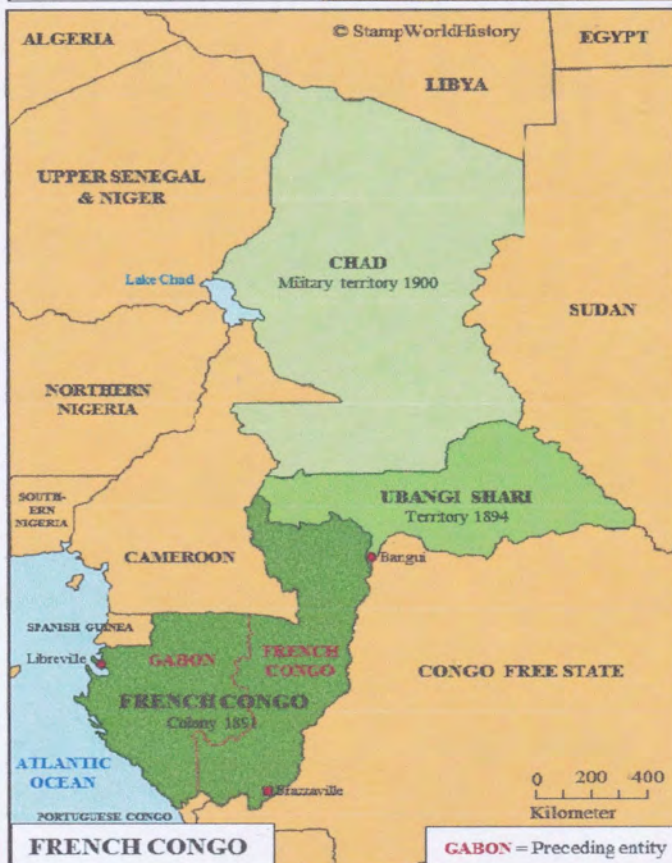 ALGERIA
© StampWorldHistory
EGYPT
LIBYA
UPPER SENEGAL
& NIGER
CHAD
Military territory 1900
Lake Chad
SUDAN
NORTHERN
NIGERIA
SOUTH-
ERN
NIGERIA
UBANGI SHARI
Territory 1894
CAMEROON
Bangui
SPANISH GUINEA
Libreville
GABON
FRENCH
CONGO
CONGO FREE STATE
FRENCH CONGO
Colony 1891
ATLANTIC
OCEAN
Brazzaville
0 200 400
Kilometer
PORTUGUESE CONGO
FRENCH CONGO
GABON = Preceding entity